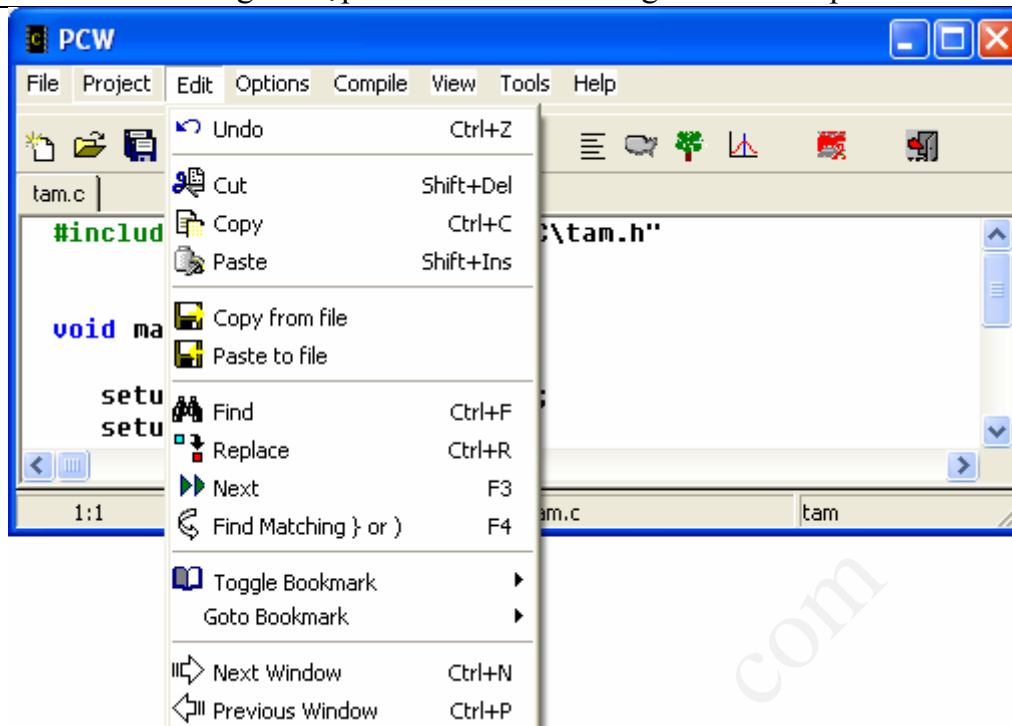 PCW
File Project Edit Options Compile View Tools Help
Undo Ctrl+Z
tam.c
Cut Shift+Del
#includ C\tam.h"
Copy Ctrl+C
Paste Shift+Ins
Copy from file
void ma
Paste to file
setu ;
Find Ctrl+F
setu
Replace Ctrl+R
Next F3
1:1 am.c tam
Find Matching } or ) F4
Toggle Bookmark
Goto Bookmark
Next Window Ctrl+N
Previous Window Ctrl+P
com